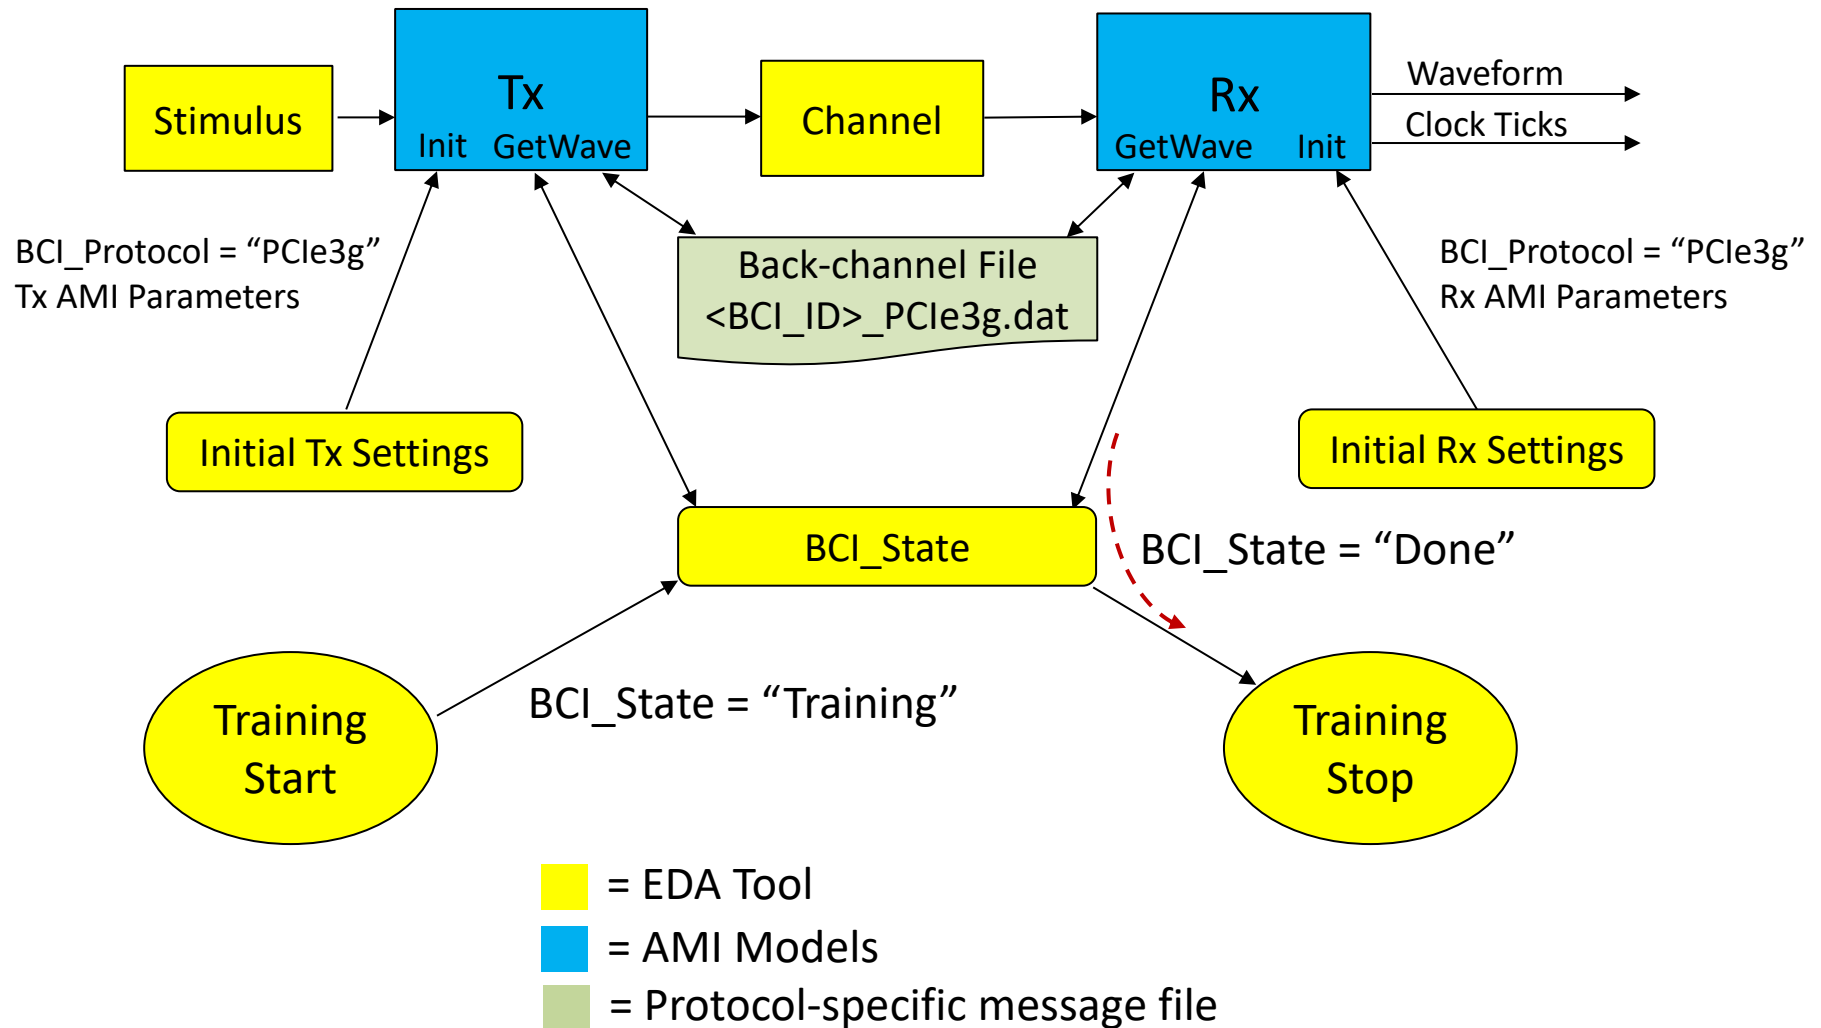 Stimulus
Tx
Init GetWave
Channel
Rx
GetWave Init
Waveform
Clock Ticks
BCI_Protocol = “PCIe3g”
Tx AMI Parameters
Back-channel File
<BCI_ID>_PCIe3g.dat
BCI_Protocol = “PCIe3g”
Rx AMI Parameters
Initial Tx Settings
Initial Rx Settings
BCI_State
BCI_State = “Done”
BCI_State = “Training”
Training
Start
Training
Stop
= EDA Tool
= AMI Models
= Protocol-specific message file